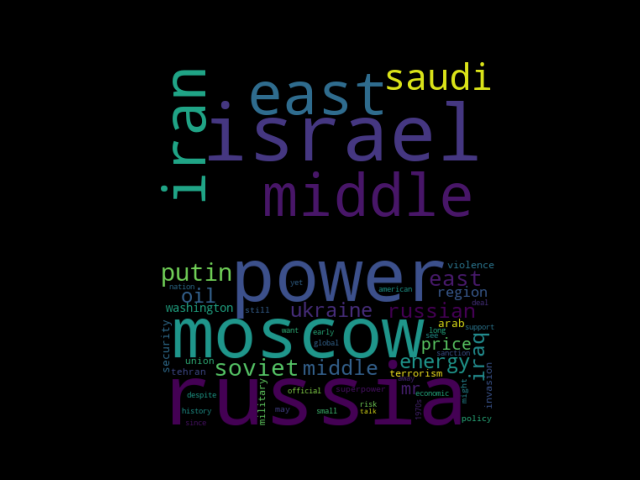 saudi
east
iran
israel
middle
power
violence
putin
east
nation
yet
american
oil
region
washington
still
ukraine
russian
deal
moscow
want
early
arab
long
support
security
global
see
price
sanction
iraq
union
soviet
middle
energy
tehran
terrorism
invasion
russia
military
official
superpower
mr
economic
might
despite
risk
history
may
small
talk
1970s
policy
since